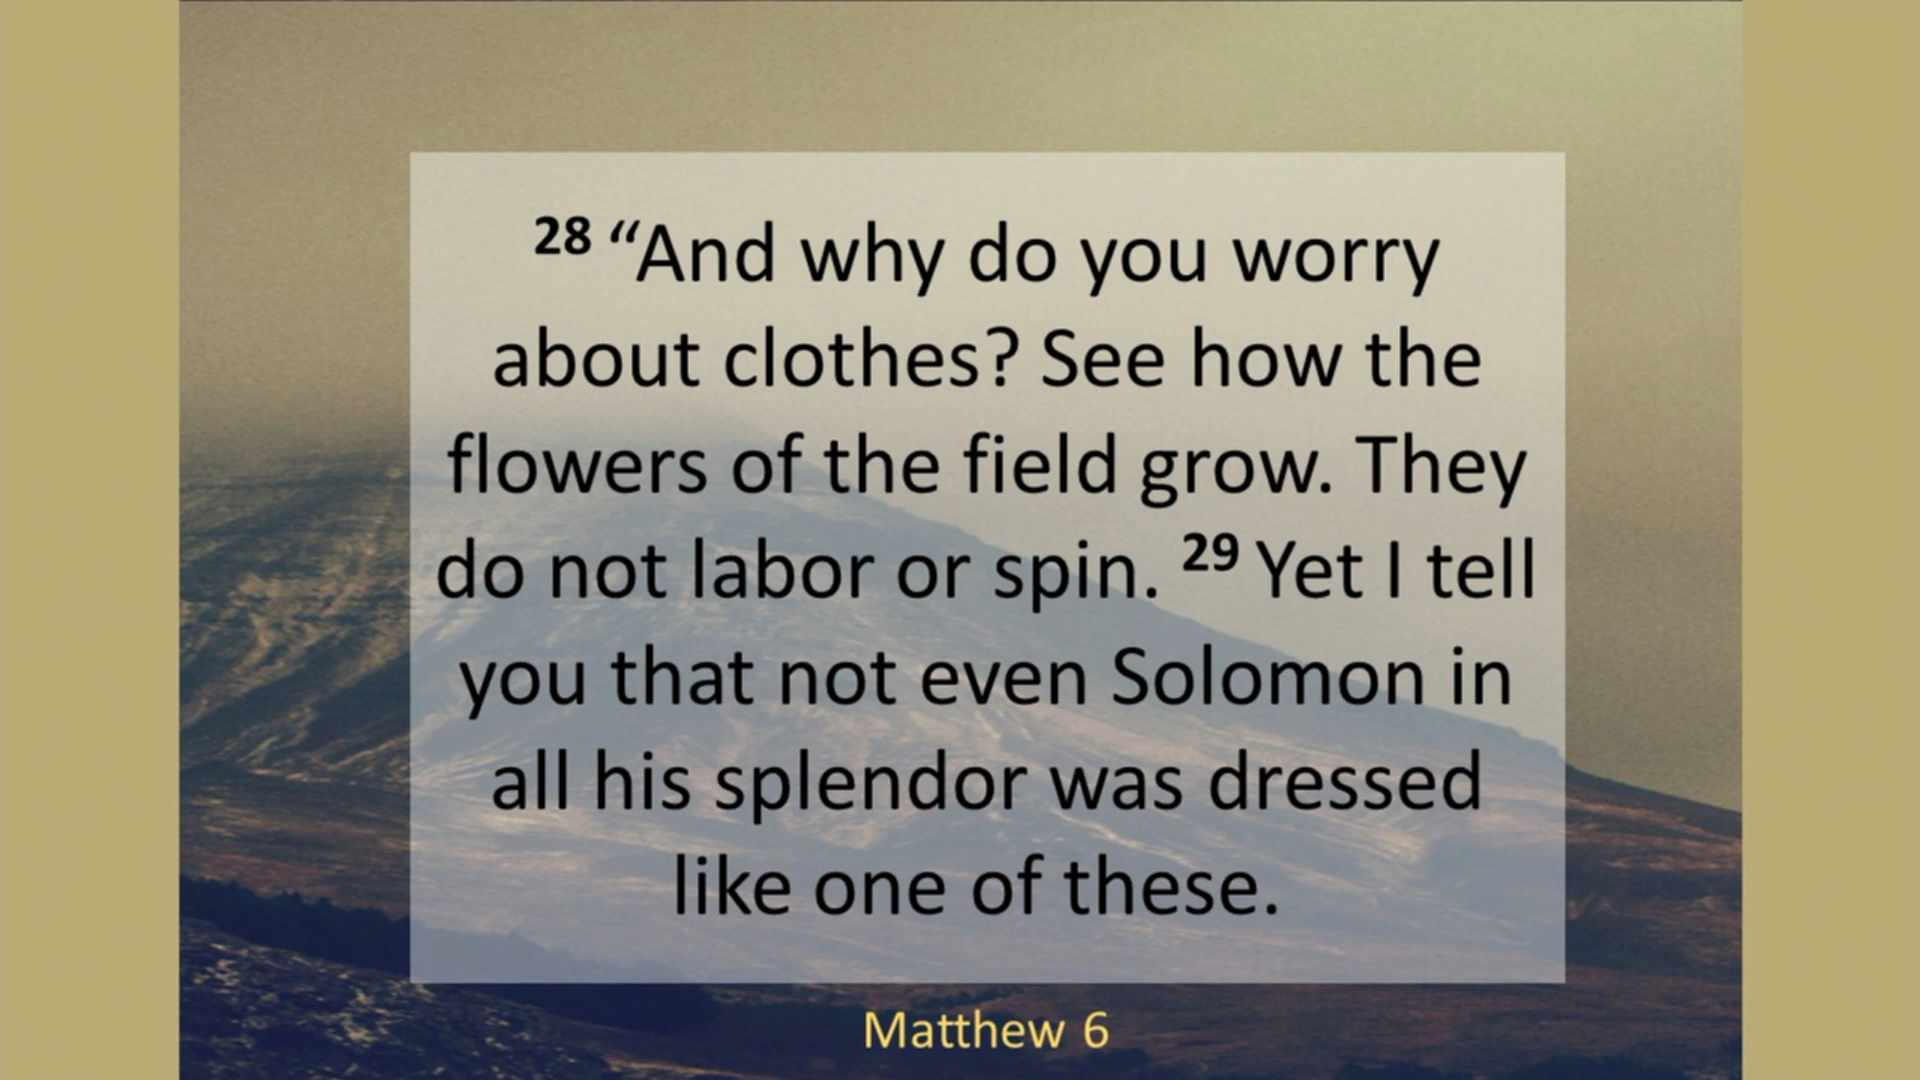 28 “And why do you worry
about clothes? See how the
flowers of the field grow. They
do not labor or spin. 29 Yet I tell
you that not even Solomon in
all his splendor was dressed
like one of these.
Matthew 6